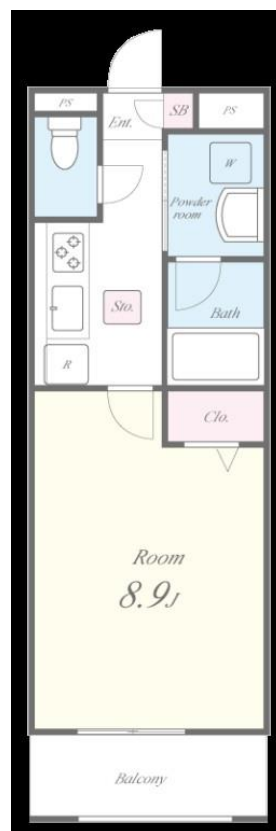 PS
SB
PS
Ent.
W
Powder
room
Sto.
Bath
R
Clo.
Room
8.9J
Balcony